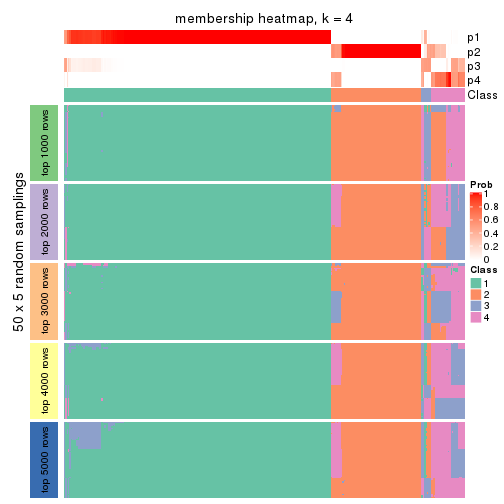 membership heatmap, k = 4
p1
p2
p3
p4
Class
50 x 5 random samplings
top 1000 rows
top 2000 rows
top 3000 rows
top 4000 rows
top 5000 rows
Prob
1
0.8
0.6
0.4
0.2
0
Class
1
2
3
4